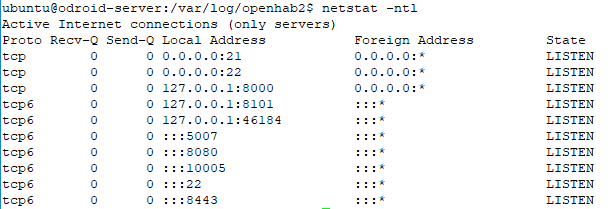 ubuntu@odroid-server:/var/log/openhab2$ netstat -ntl
Active Internet connections (only servers)
Proto Recv-Q Send-Q Local Address           Foreign Address         State
tcp        0      0 0.0.0.0:21              0.0.0.0:*               LISTEN
tcp        0      0 0.0.0.0:22              0.0.0.0:*               LISTEN
tcp        0      0 127.0.0.1:8000          0.0.0.0:*               LISTEN
tcp6       0      0 127.0.0.1:8101          :::*                    LISTEN
tcp6       0      0 127.0.0.1:46184         :::*                    LISTEN
tcp6       0      0 :::5007                 :::*                    LISTEN
tcp6       0      0 :::8080                 :::*                    LISTEN
tcp6       0      0 :::10005                :::*                    LISTEN
tcp6       0      0 :::22                   :::*                    LISTEN
tcp6       0      0 :::8443                 :::*                    LISTEN